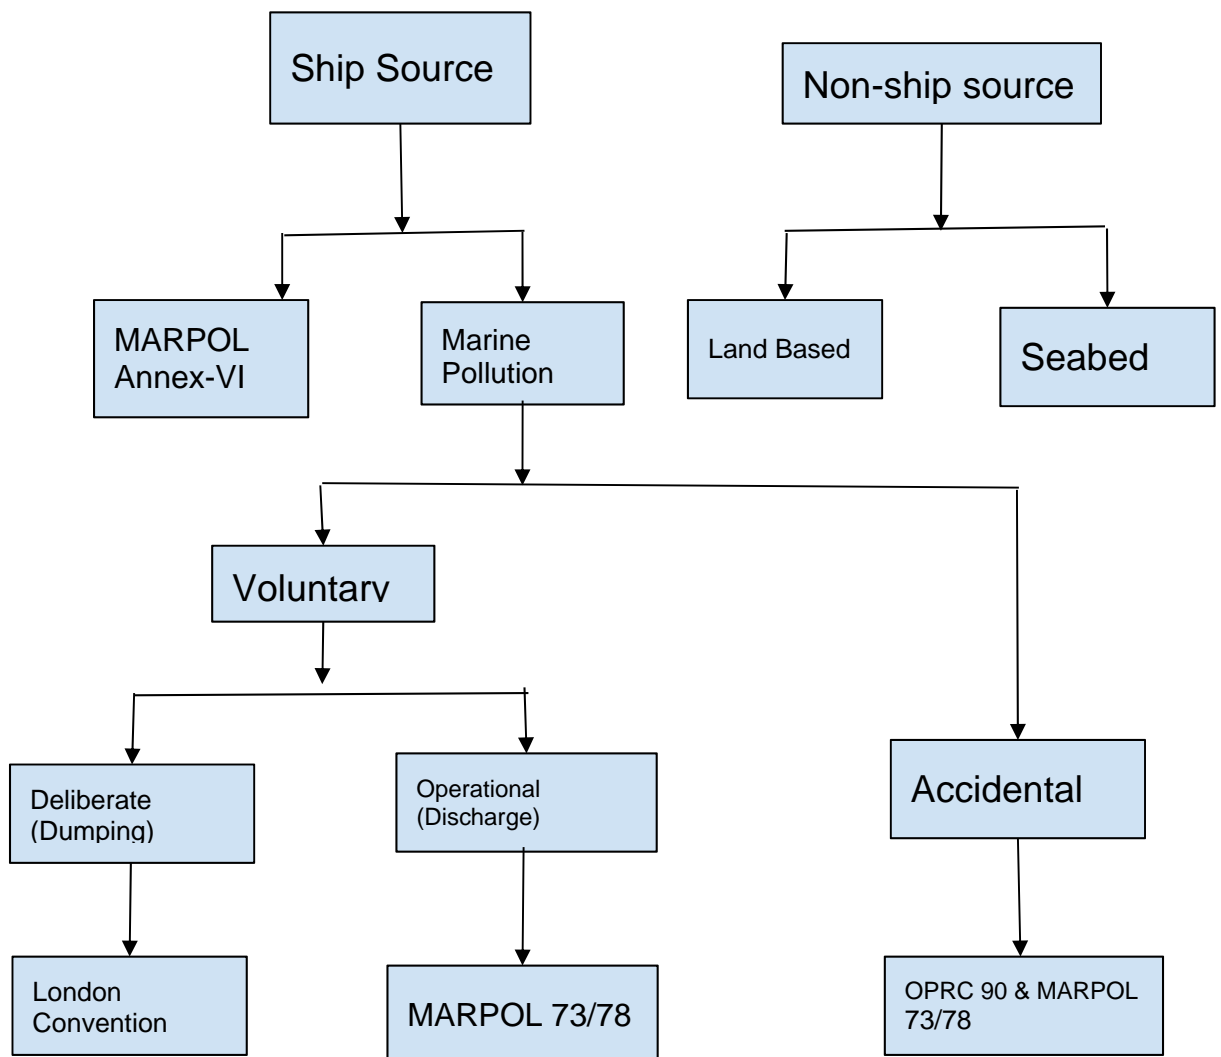 Ship Source
Non-ship source
MARPOL
Annex-VI
Marine
Pollution
Land Based
Seabed
Voluntary
Deliberate
(Dumping)
Operational
(Discharge)
Accidental
London
Convention
MARPOL 73/78
OPRC 90 & MARPOL
73/78